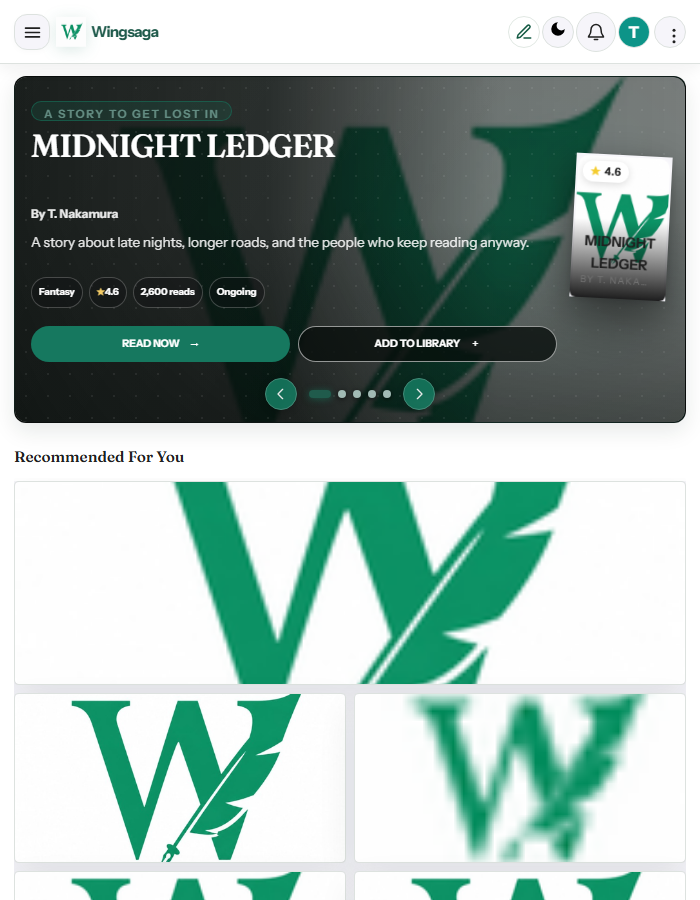 Wingsaga
T
A STORY TO GET LOST IN
MIDNIGHT LEDGER
By T. Nakamura
A story about late nights, longer roads, and the people who keep reading anyway.
Fantasy
★4.6
2,600 reads
Ongoing
READ NOW →
ADD TO LIBRARY +
★ 4.6
MIDNIGHT
LEDGER
BY T. NAKA...
Recommended For You